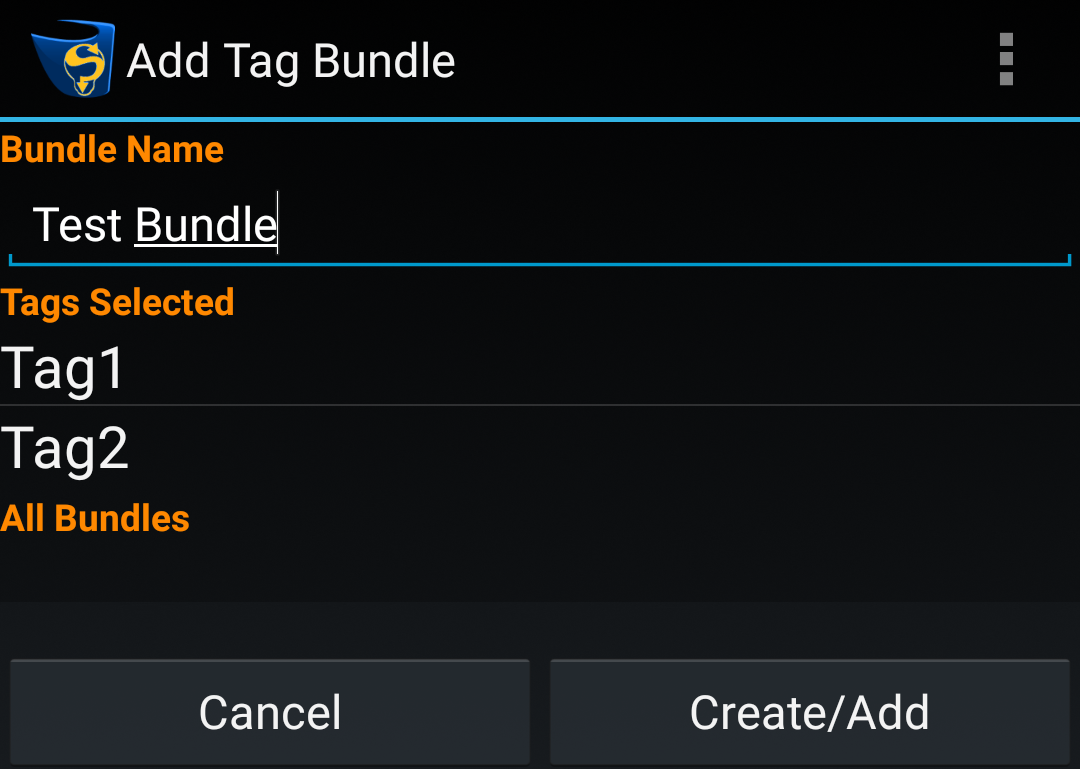 Add Tag Bundle
Bundle Name
Test Bundle
Tags Selected
Tag1
Tag2
All Bundles
Cancel
Create/Add